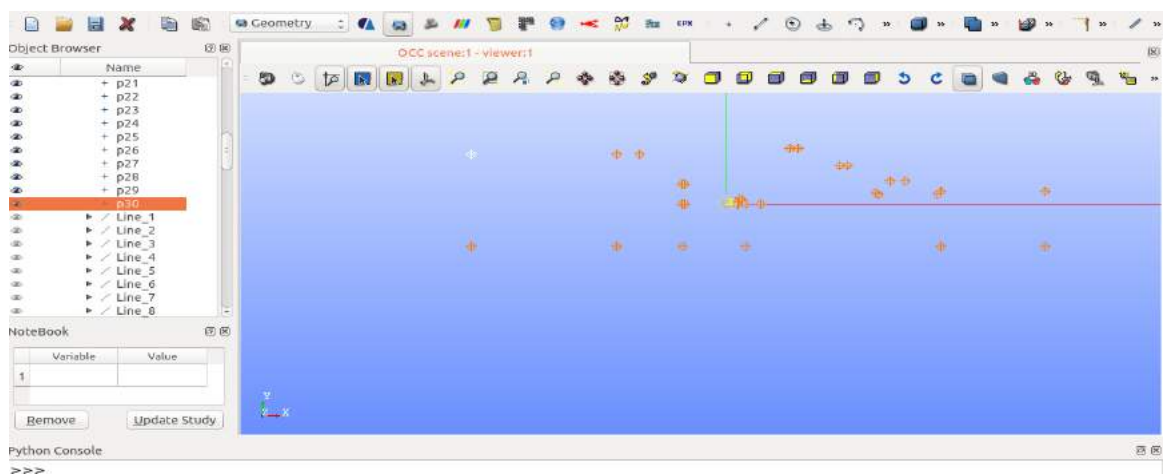 Geometry
EPX
Object Browser
OCC scene:1 - viewer:1
Name
p21
p22
p23
p24
p25
p26
p27
p28
p29
p30
Line_1
Line_2
Line_3
Line_4
Line_5
Line_6
Line_7
Line_8
NoteBook
Variable Value
1
Remove Update Study
Y
Z X
Python Console
>>>